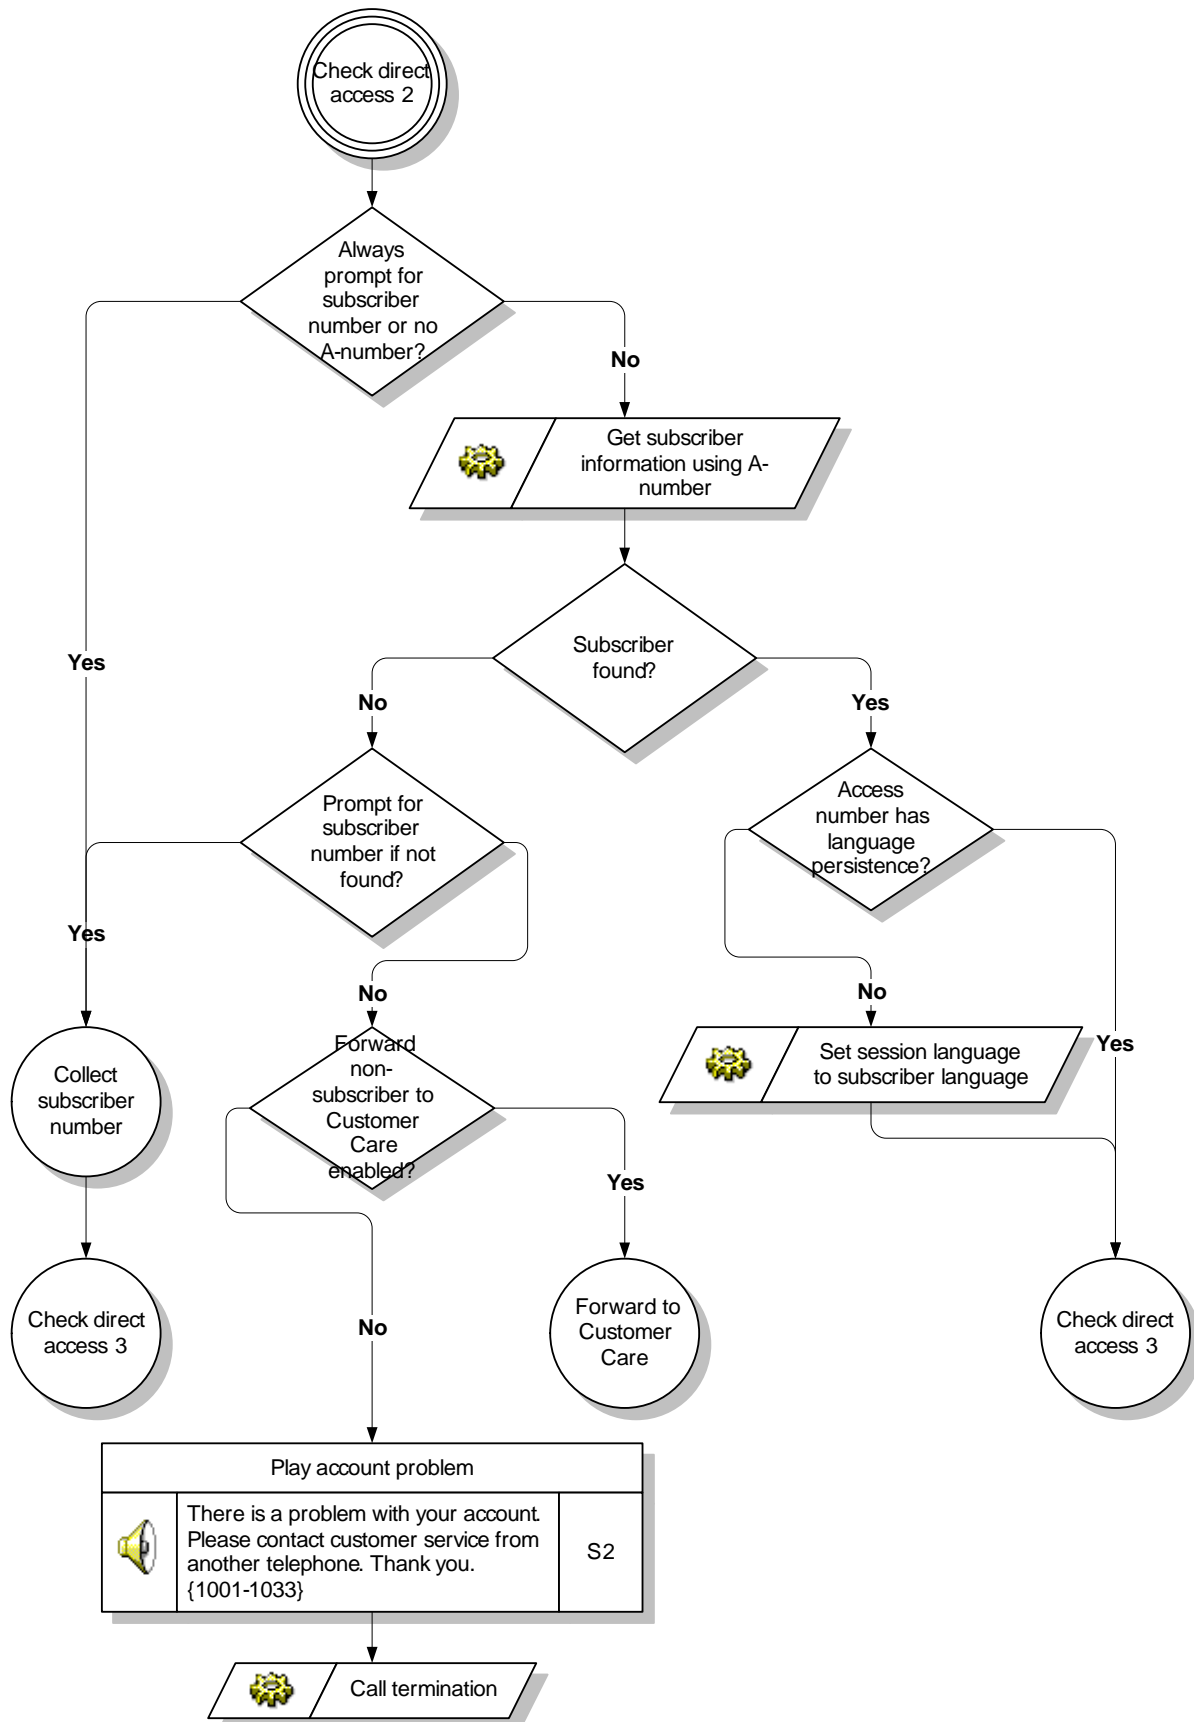 Check direct
access 2
Always
prompt for
subscriber
number or no
A-number?
No
Get subscriber
information using A-
number
Yes
Subscriber
found?
No
Yes
Prompt for
subscriber
number if not
found?
Access
number has
language
persistence?
Yes
No
No
Forward
non-
subscriber to
Customer
Care
enabled?
Set session language
to subscriber language
Yes
Collect
subscriber
number
Yes
Check direct
access 3
No
Forward to
Customer
Care
Check direct
access 3
Play account problem
There is a problem with your account.
Please contact customer service from
another telephone. Thank you.
{1001-1033}
S2
Call termination